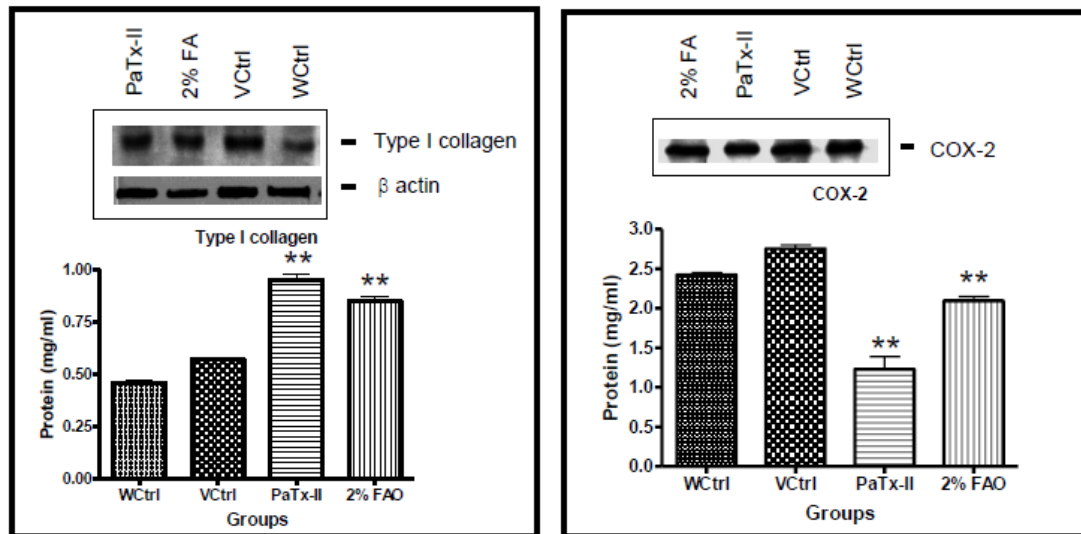 PaTx-II 2% FA VCtrl WCtrl
Type I collagen
β actin
Type I collagen
** **
1.00
0.75
0.50
0.25
0.00
Protein (mg/ml)
WCtrl VCtrl PaTx-II 2% FAO
Groups
2% FA PaTx-II VCtrl WCtrl
COX-2
COX-2
** **
3.0
2.5
2.0
1.5
1.0
0.5
0.0
Protein (mg/ml)
WCtrl VCtrl PaTx-II 2% FAO
Groups